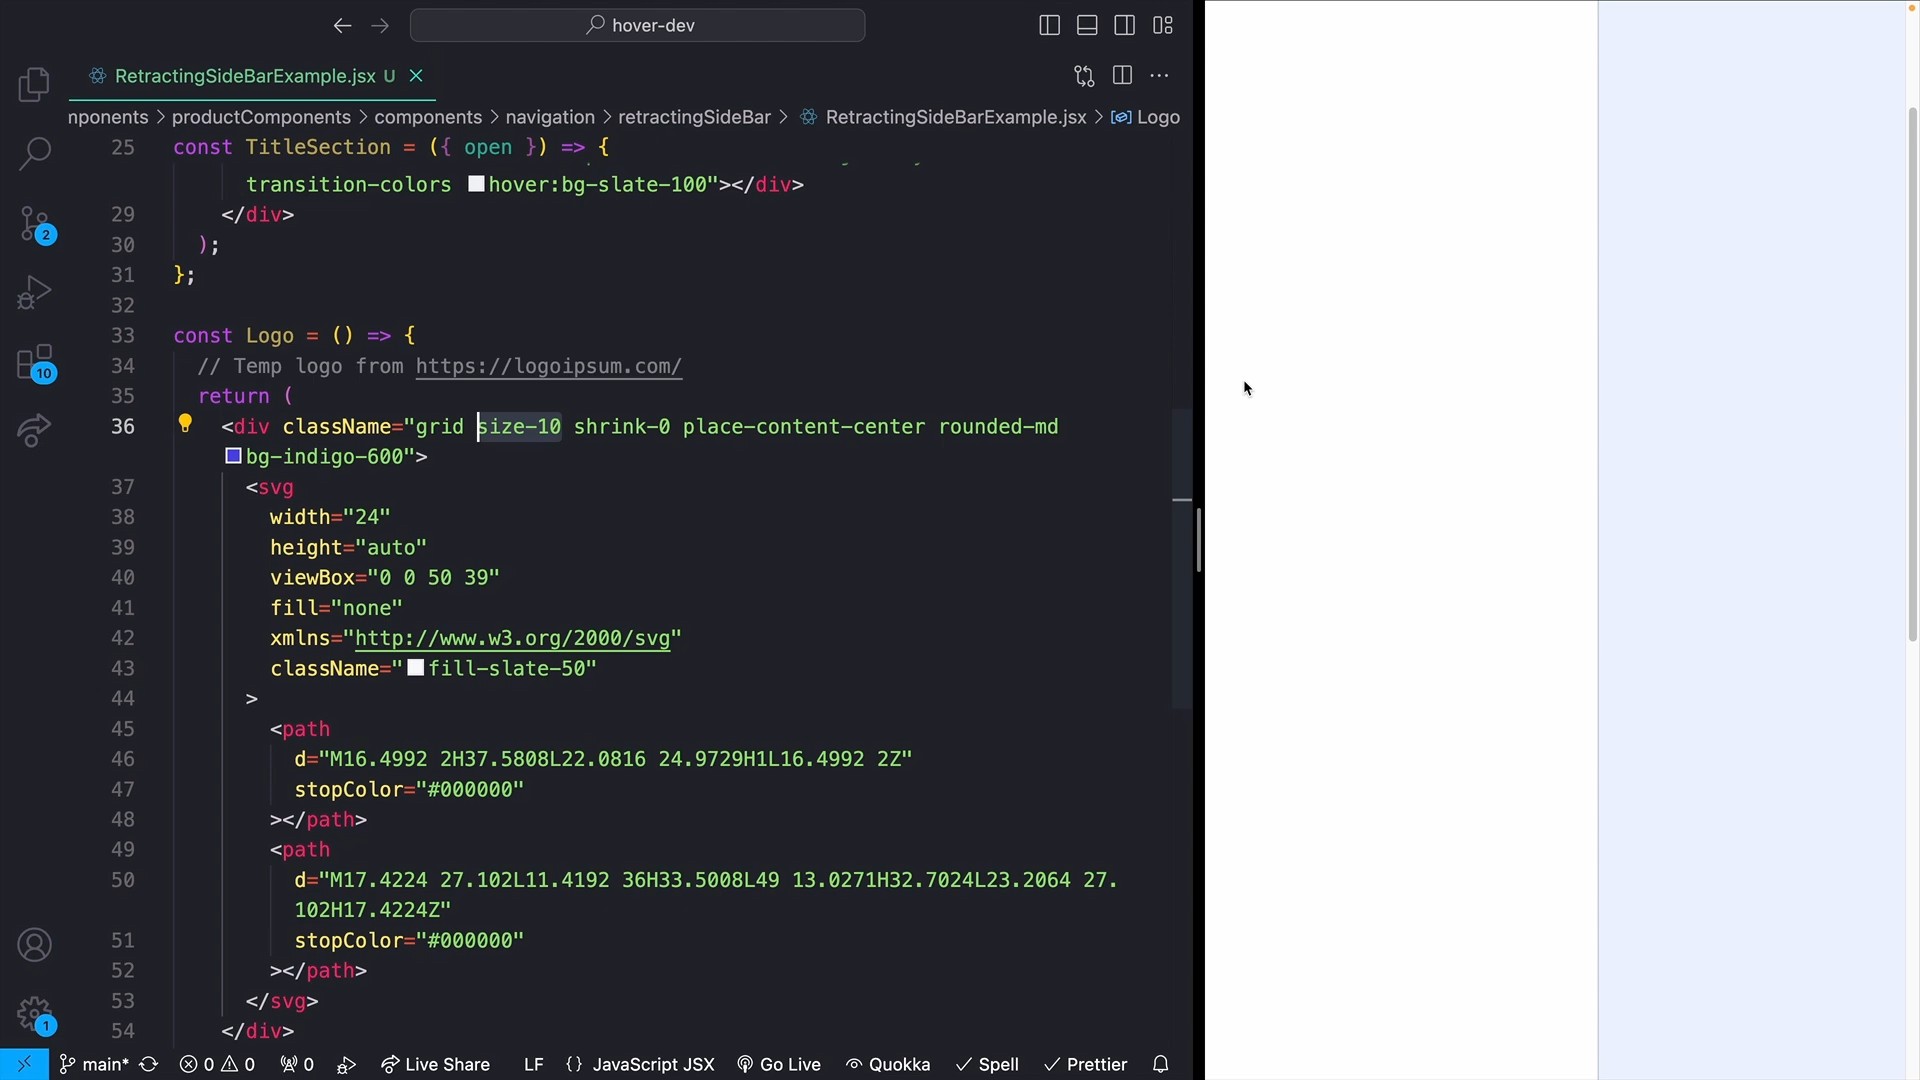 hover-dev
RetractingSideBarExample.jsx U
nponents > productComponents > components > navigation > retractingSideBar > RetractingSideBarExample.jsx > Logo
25 const TitleSection = ({ open }) => {
transition-colors hover:bg-slate-100"></div>
29 </div>
30 );
31 };
32
33 const Logo = () => {
34 // Temp logo from https://logoipsum.com/
35 return (
36 <div className="grid size-10 shrink-0 place-content-center rounded-md
bg-indigo-600">
37 <svg
38 width="24"
39 height="auto"
40 viewBox="0 0 50 39"
41 fill="none"
42 xmlns="http://www.w3.org/2000/svg"
43 className="fill-slate-50"
44 >
45 <path
46 d="M16.4992 2H37.5808L22.0816 24.9729H1L16.4992 2Z"
47 stopColor="#000000"
48 ></path>
49 <path
50 d="M17.4224 27.102L11.4192 36H33.5008L49 13.0271H32.7024L23.2064 27.
102H17.4224Z"
51 stopColor="#000000"
52 ></path>
53 </svg>
54 </div>
2
10
1
main* 0 0 0 Live Share LF {} JavaScript JSX Go Live Quokka Spell Prettier